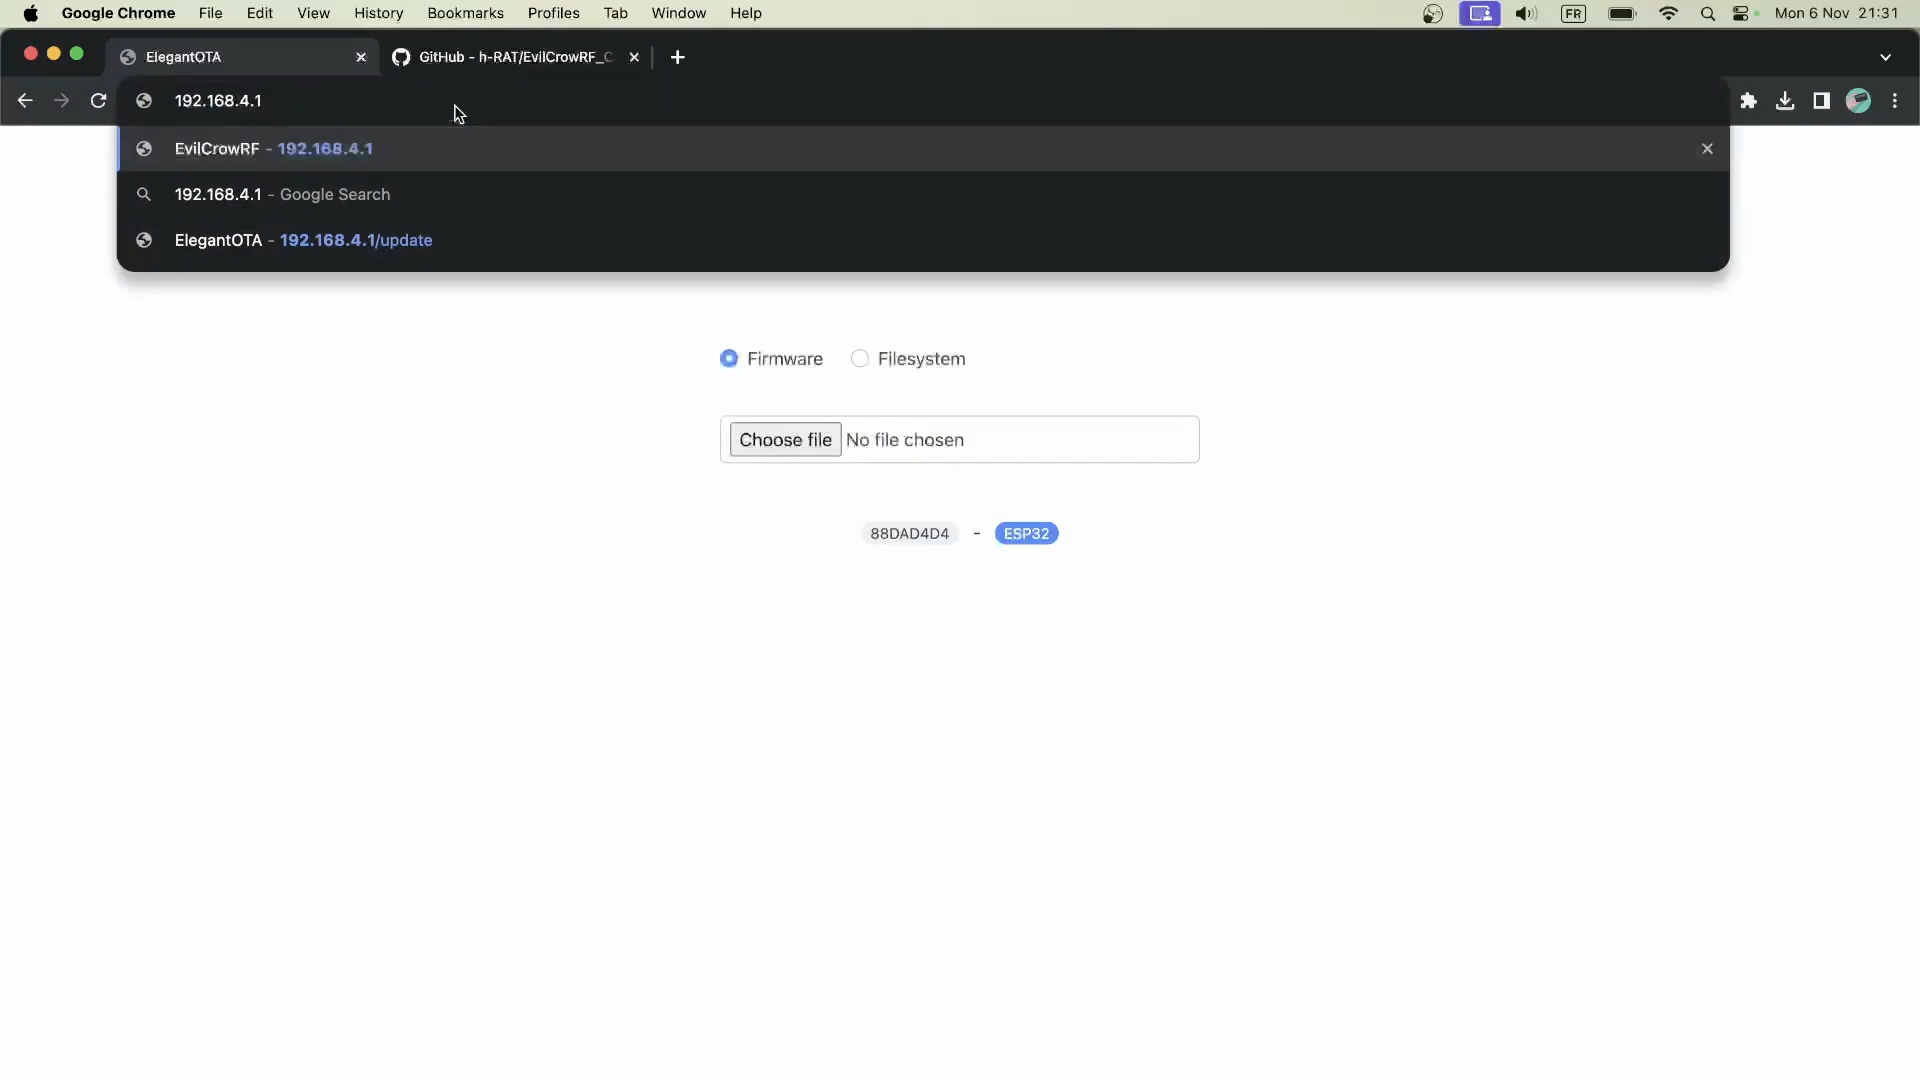 Google Chrome File Edit View History Bookmarks Profiles Tab Window Help FR Mon 6 Nov 21:31
ElegantOTA GitHub - h-RAT/EvilCrowRF_C
192.168.4.1
EvilCrowRF - 192.168.4.1
192.168.4.1 - Google Search
ElegantOTA - 192.168.4.1/update
Firmware Filesystem
Choose file No file chosen
88DAD4D4 - ESP32